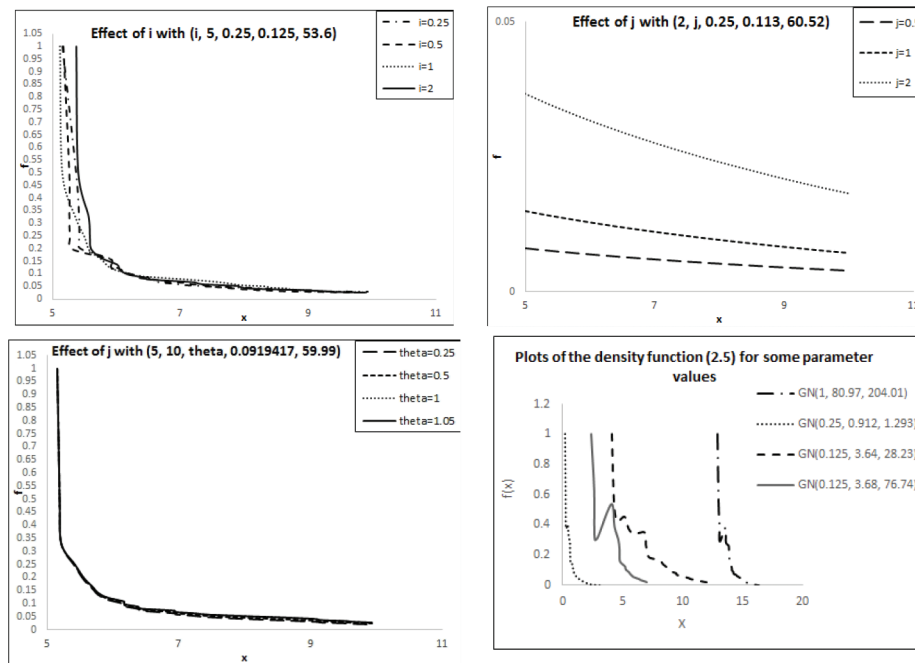 Effect of i with (i, 5, 0.25, 0.125, 53.6)
i=0.25
i=0.5
i=1
i=2
1.05
1
0.95
0.9
0.85
0.8
0.75
0.7
0.65
0.6
0.55
0.5
0.45
0.4
0.35
0.3
0.25
0.2
0.15
0.1
0.05
0
f
5
7
9
11
x
Effect of j with (2, j, 0.25, 0.113, 60.52)
j=0.5
j=1
j=2
0.05
f
0
5
7
9
11
x
Effect of j with (5, 10, theta, 0.0919417, 59.99)
theta=0.25
theta=0.5
theta=1
theta=1.05
1.05
1
0.95
0.9
0.85
0.8
0.75
0.7
0.65
0.6
0.55
0.5
0.45
0.4
0.35
0.3
0.25
0.2
0.15
0.1
0.05
0
f
5
7
9
11
x
Plots of the density function (2.5) for some parameter
values
GN(1, 80.97, 204.01)
GN(0.25, 0.912, 1.293)
GN(0.125, 3.64, 28.23)
GN(0.125, 3.68, 76.74)
1.2
1
0.8
0.6
0.4
0.2
0
f(x)
0
5
10
15
20
X